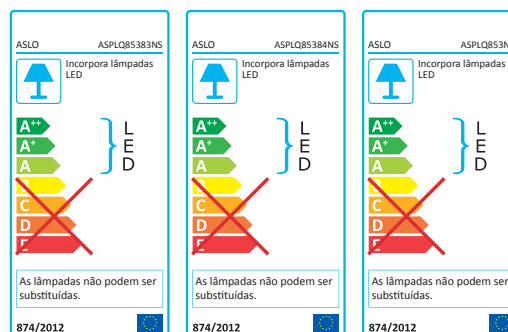 ASLO ASPLQ85383NS
Incorpora lâmpadas
LED
A++
A+
A
C
D
L
E
D
As lâmpadas não podem ser
substituídas.
874/2012
ASLO ASPLQ85384NS
Incorpora lâmpadas
LED
A++
A+
A
C
D
L
E
D
As lâmpadas não podem ser
substituídas.
874/2012
ASLO ASPLQ853N
Incorpora lâmpadas
LED
A++
A+
A
C
D
L
E
D
As lâmpadas não podem ser
substituídas.
874/2012